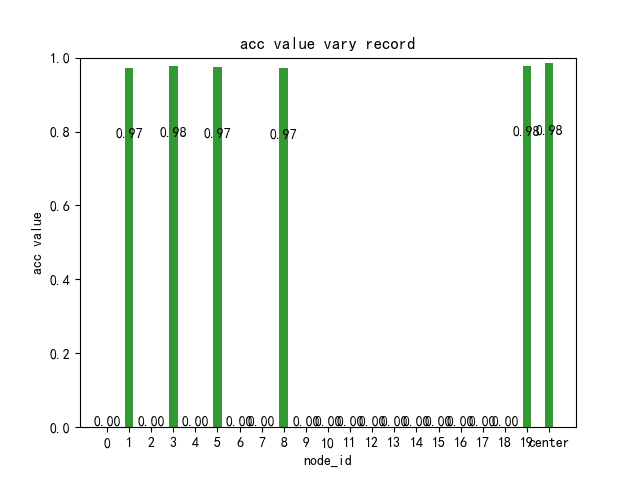 acc value vary record
1.0
0.8
0.6
0.4
0.2
0.0
acc value
0.97 0.98 0.97 0.97 0.98 0.98
0.00 0.00 0.00 0.00 0.00 0.00 0.00 0.00 0.00 0.00 0.00 0.00 0.00 0.00 0.00
0 1 2 3 4 5 6 7 8 9 10 11 12 13 14 15 16 17 18 19 center
node_id